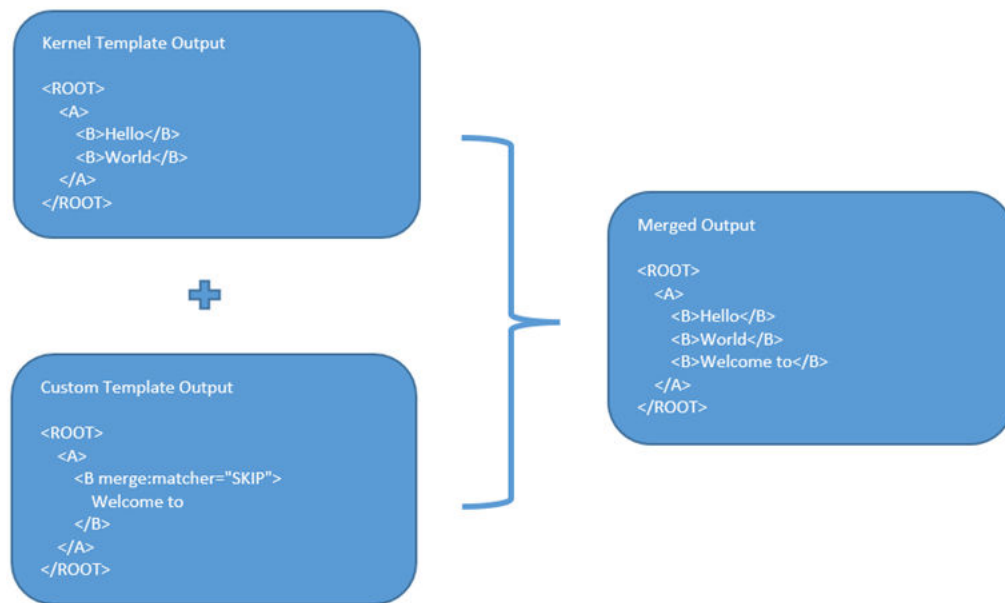 Kernel Template Output
<ROOT>
<A>
<B>Hello</B>
<B>World</B>
</A>
</ROOT>
Custom Template Output
<ROOT>
<A>
<B merge:matcher="SKIP">
Welcome to
</B>
</A>
</ROOT>
Merged Output
<ROOT>
<A>
<B>Hello</B>
<B>World</B>
<B>Welcome to</B>
</A>
</ROOT>